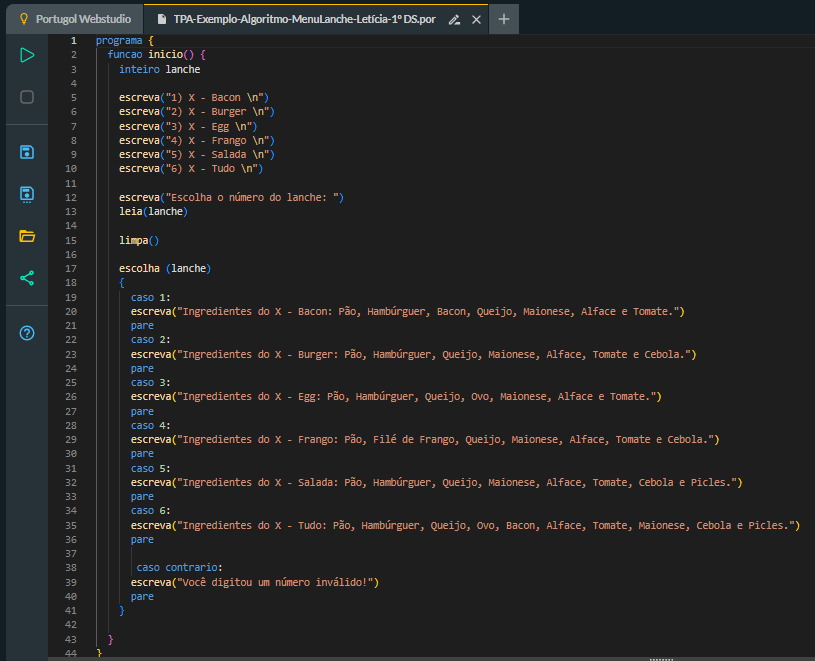 Portugol Webstudio
TPA-Exemplo-Algoritmo-MenuLanche-Letícia-1º DS.por
1 programa {
2 funcao inicio() {
3 inteiro lanche
4
5 escreva("1) X - Bacon \n")
6 escreva("2) X - Burger \n")
7 escreva("3) X - Egg \n")
8 escreva("4) X - Frango \n")
9 escreva("5) X - Salada \n")
10 escreva("6) X - Tudo \n")
11
12 escreva("Escolha o número do lanche: ")
13 leia(lanche)
14
15 limpa()
16
17 escolha (lanche)
18 {
19 caso 1:
20 escreva("Ingredientes do X - Bacon: Pão, Hambúrguer, Bacon, Queijo, Maionese, Alface e Tomate.")
21 pare
22 caso 2:
23 escreva("Ingredientes do X - Burger: Pão, Hambúrguer, Queijo, Maionese, Alface, Tomate e Cebola.")
24 pare
25 caso 3:
26 escreva("Ingredientes do X - Egg: Pão, Hambúrguer, Queijo, Ovo, Maionese, Alface e Tomate.")
27 pare
28 caso 4:
29 escreva("Ingredientes do X - Frango: Pão, Filé de Frango, Queijo, Maionese, Alface, Tomate e Cebola.")
30 pare
31 caso 5:
32 escreva("Ingredientes do X - Salada: Pão, Hambúrguer, Queijo, Maionese, Alface, Tomate, Cebola e Picles.")
33 pare
34 caso 6:
35 escreva("Ingredientes do X - Tudo: Pão, Hambúrguer, Queijo, Ovo, Bacon, Alface, Tomate, Maionese, Cebola e Picles.")
36 pare
37
38 caso contrario:
39 escreva("Você digitou um número inválido!")
40 pare
41 }
42
43 }
44 }